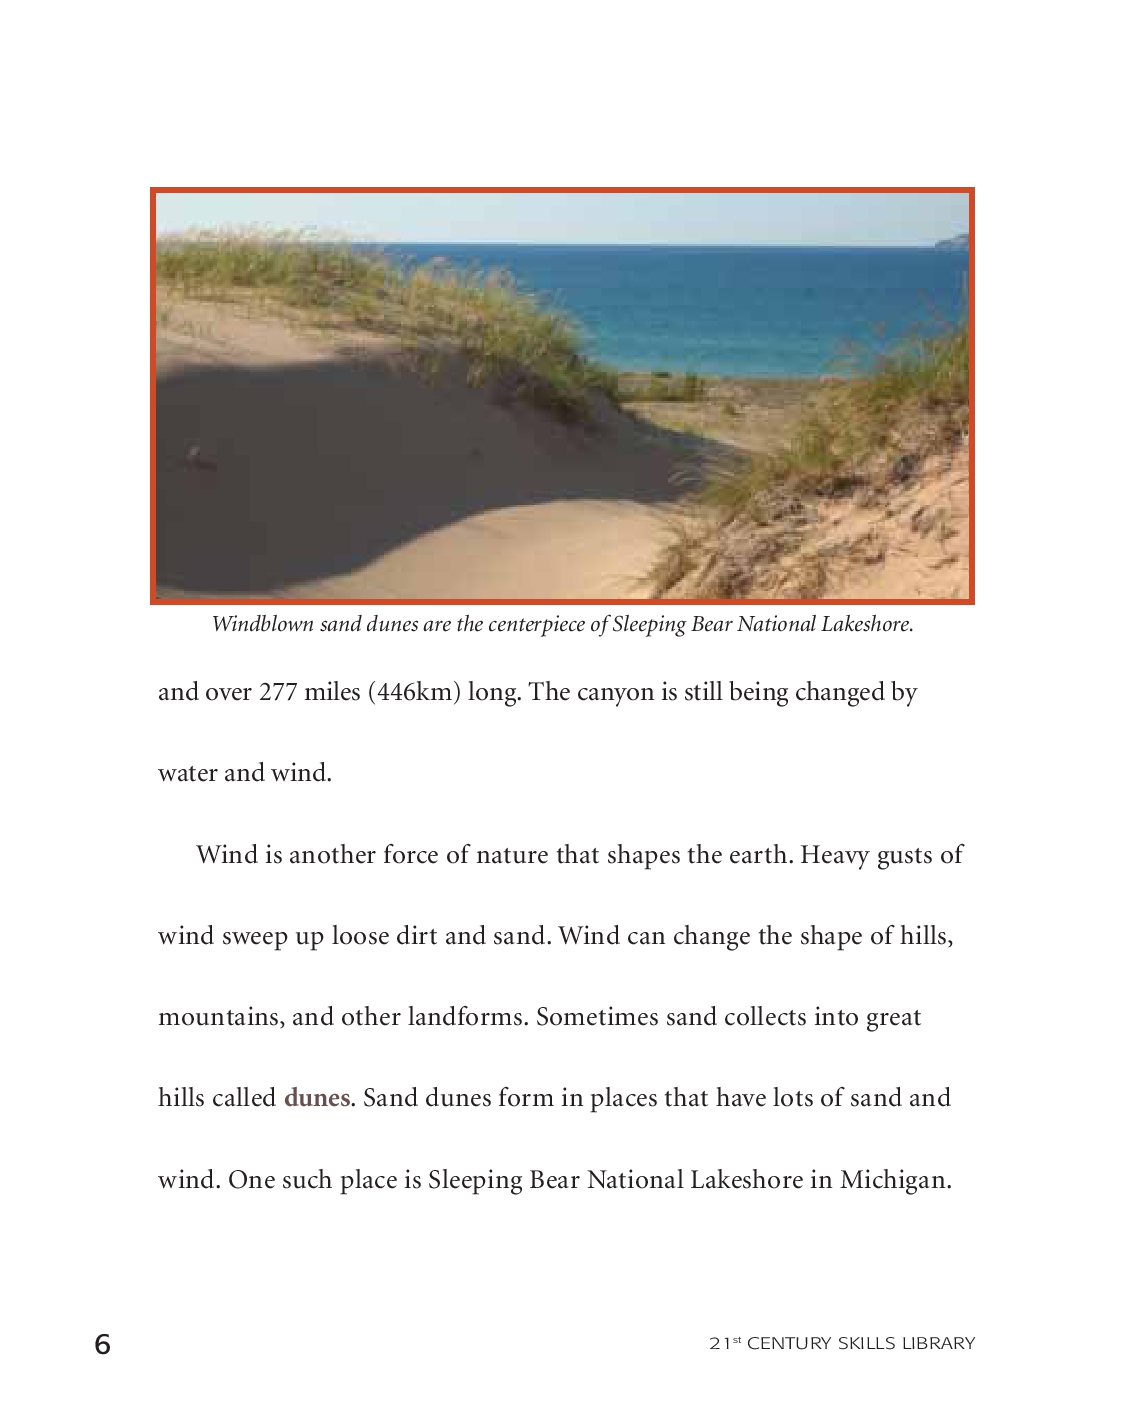 Windblown sand dunes are the centerpiece of Sleeping Bear National Lakeshore.
and over 277 miles (446km) long. The canyon is still being changed by
water and wind.
Wind is another force of nature that shapes the earth. Heavy gusts of
wind sweep up loose dirt and sand. Wind can change the shape of hills,
mountains, and other landforms. Sometimes sand collects into great
hills called dunes. Sand dunes form in places that have lots of sand and
wind. One such place is Sleeping Bear National Lakeshore in Michigan.
6
21st CENTURY SKILLS LIBRARY